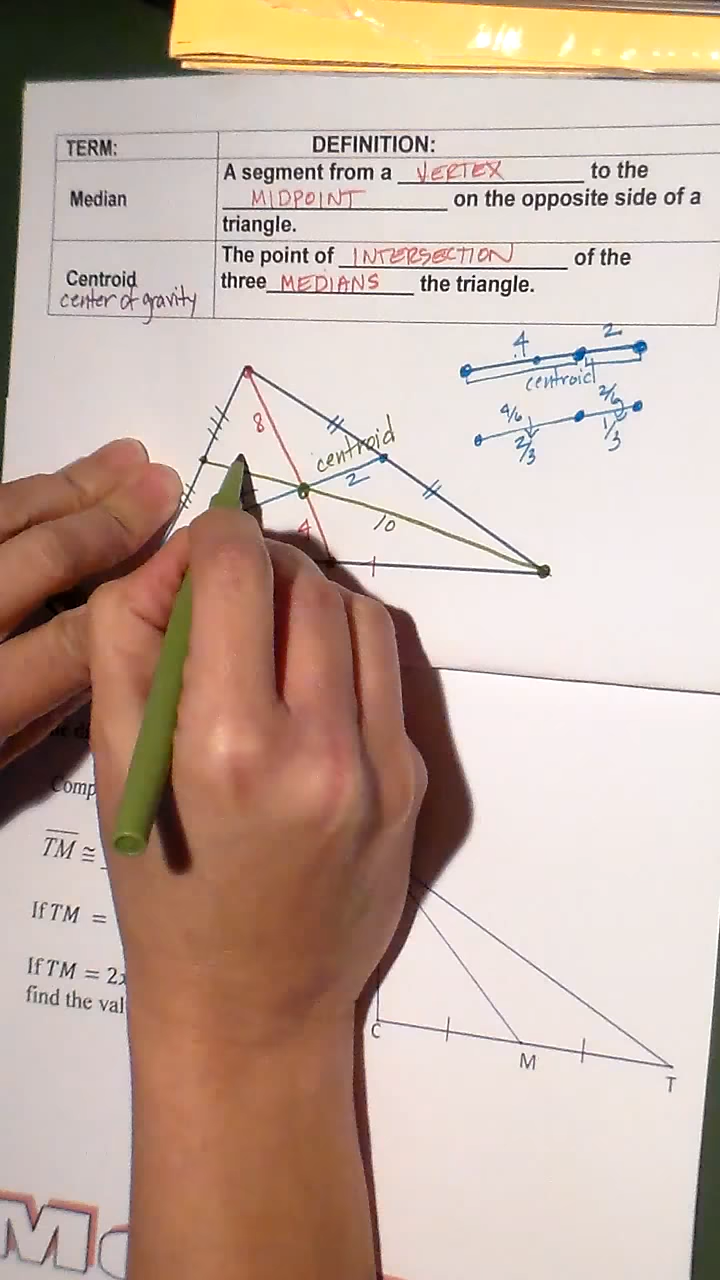 TERM:
DEFINITION:
Median
A segment from a VERTEX to the
MIDPOINT on the opposite side of a
triangle.
Centroid
center of gravity
The point of INTERSECTION of the
three MEDIANS the triangle.
4 2
4
centroid
4/6 2/6
2/3 1/3
8
centroid
2
10
4
Comp
TM ≅
If TM =
If TM = 2x
find the val
C
M
T